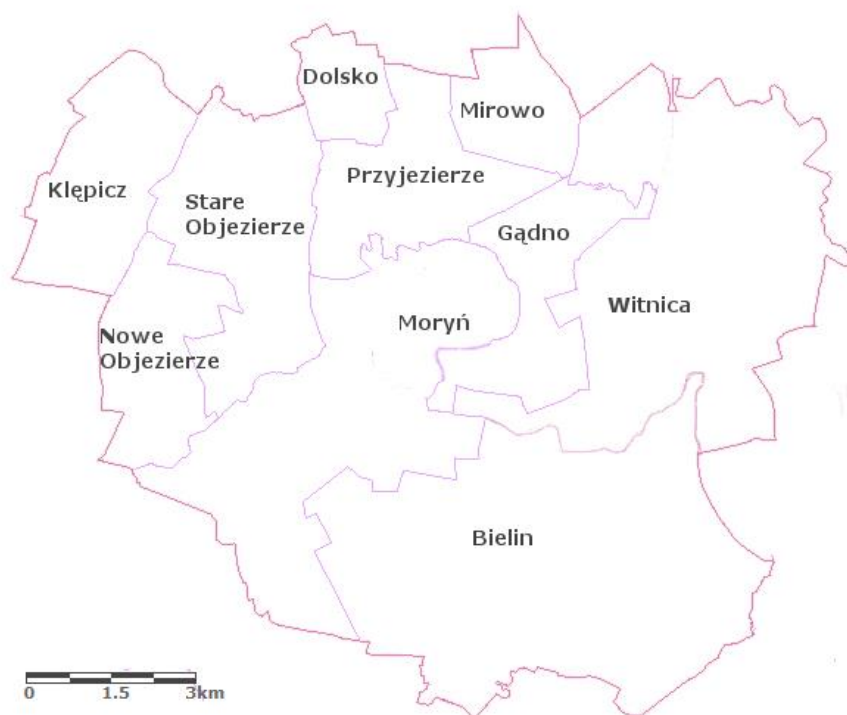 Dolsko
Mirowo
Klępicz
Przyjezierze
Stare
Objezierze
Gądno
Witnica
Moryń
Nowe
Objezierze
Bielin
0 1.5 3km